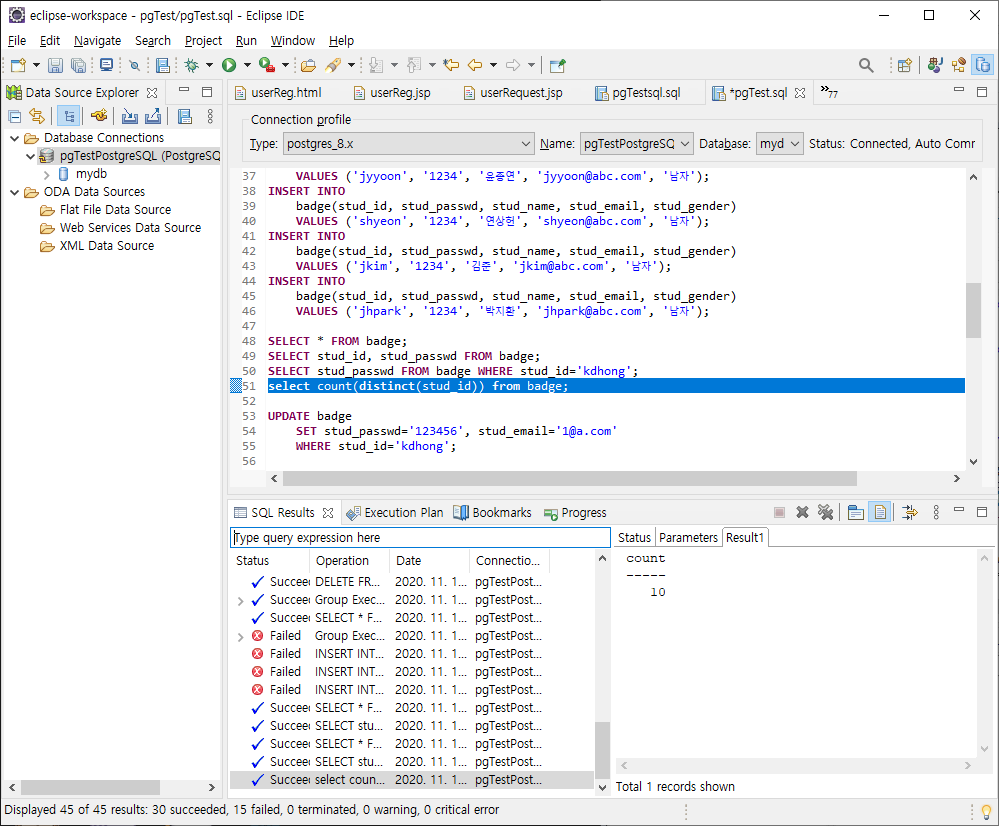 eclipse-workspace - pgTest/pgTest.sql - Eclipse IDE
File Edit Navigate Search Project Run Window Help
Data Source Explorer
userReg.html userReg.jsp userRequest.jsp pgTestsql.sql *pgTest.sql »77
Database Connections
pgTestPostgreSQL (PostgreSQ
mydb
ODA Data Sources
Flat File Data Source
Web Services Data Source
XML Data Source
Connection profile
Type: postgres_8.x Name: pgTestPostgreSQ Database: myd Status: Connected, Auto Comr
37 VALUES ('jyyoon', '1234', '윤종연', 'jyyoon@abc.com', '남자');
38 INSERT INTO
39 badge(stud_id, stud_passwd, stud_name, stud_email, stud_gender)
40 VALUES ('shyeon', '1234', '연상헌', 'shyeon@abc.com', '남자');
41 INSERT INTO
42 badge(stud_id, stud_passwd, stud_name, stud_email, stud_gender)
43 VALUES ('jkim', '1234', '김준', 'jkim@abc.com', '남자');
44 INSERT INTO
45 badge(stud_id, stud_passwd, stud_name, stud_email, stud_gender)
46 VALUES ('jhpark', '1234', '박지환', 'jhpark@abc.com', '남자');
47
48 SELECT * FROM badge;
49 SELECT stud_id, stud_passwd FROM badge;
50 SELECT stud_passwd FROM badge WHERE stud_id='kdhong';
51 select count(distinct(stud_id)) from badge;
52
53 UPDATE badge
54 SET stud_passwd='123456', stud_email='1@a.com'
55 WHERE stud_id='kdhong';
56
SQL Results Execution Plan Bookmarks Progress
Type query expression here
Status Operation Date Connectio...
Succeed DELETE FR... 2020. 11. 1... pgTestPost...
Succeed Group Exec... 2020. 11. 1... pgTestPost...
Succeed SELECT * F... 2020. 11. 1... pgTestPost...
Failed Group Exec... 2020. 11. 1... pgTestPost...
Failed INSERT INT... 2020. 11. 1... pgTestPost...
Failed INSERT INT... 2020. 11. 1... pgTestPost...
Failed INSERT INT... 2020. 11. 1... pgTestPost...
Succeed SELECT * F... 2020. 11. 1... pgTestPost...
Succeed SELECT stu... 2020. 11. 1... pgTestPost...
Succeed SELECT * F... 2020. 11. 1... pgTestPost...
Succeed SELECT stu... 2020. 11. 1... pgTestPost...
Succeed select coun... 2020. 11. 1... pgTestPost...
Status Parameters Result1
count
-----
10
Total 1 records shown
Displayed 45 of 45 results: 30 succeeded, 15 failed, 0 terminated, 0 warning, 0 critical error